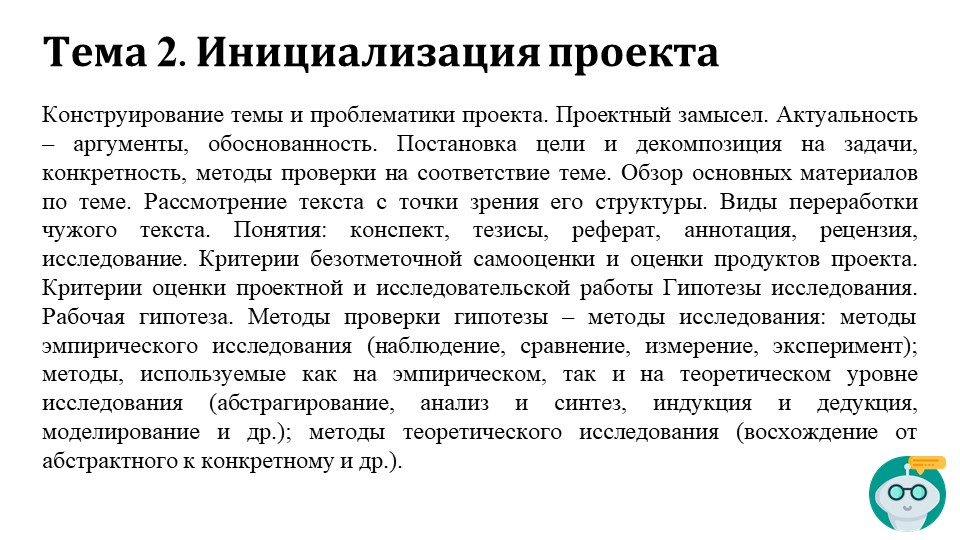 Тема 2. Инициализация проекта
Конструирование темы и проблематики проекта. Проектный замысел. Актуальность
– аргументы, обоснованность. Постановка цели и декомпозиция на задачи,
конкретность, методы проверки на соответствие теме. Обзор основных материалов
по теме. Рассмотрение текста с точки зрения его структуры. Виды переработки
чужого текста. Понятия: конспект, тезисы, реферат, аннотация, рецензия,
исследование. Критерии безотметочной самооценки и оценки продуктов проекта.
Критерии оценки проектной и исследовательской работы Гипотезы исследования.
Рабочая гипотеза. Методы проверки гипотезы – методы исследования: методы
эмпирического исследования (наблюдение, сравнение, измерение, эксперимент);
методы, используемые как на эмпирическом, так и на теоретическом уровне
исследования (абстрагирование, анализ и синтез, индукция и дедукция,
моделирование и др.); методы теоретического исследования (восхождение от
абстрактного к конкретному и др.).